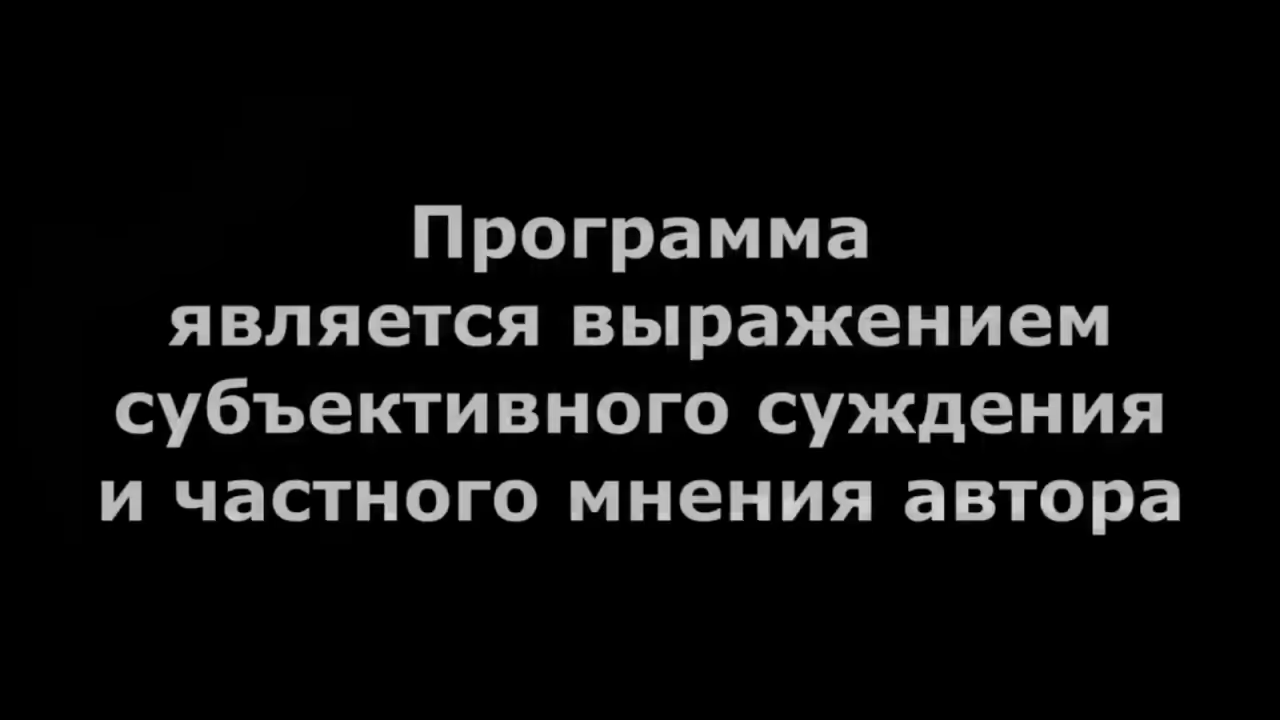 Программа
является выражением
субъективного суждения
и частного мнения автора